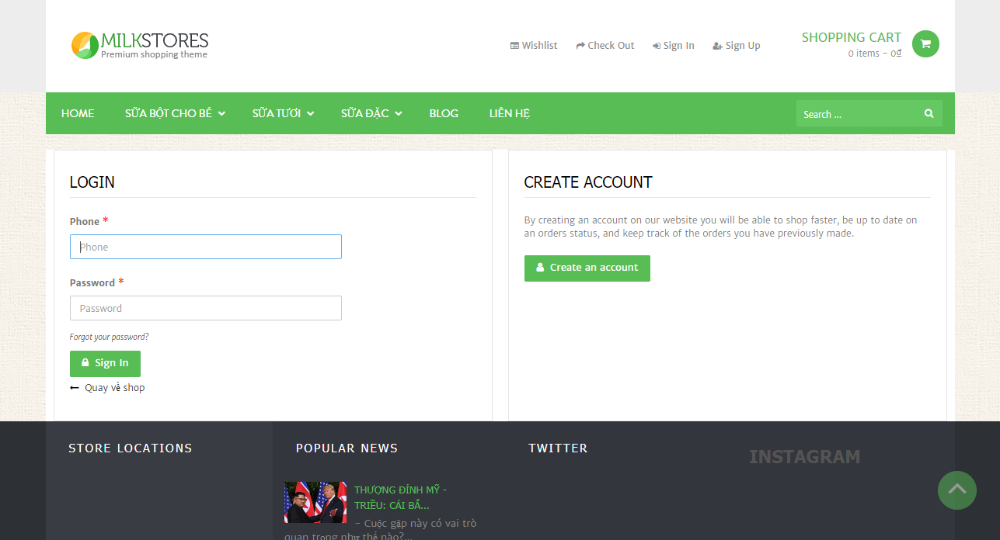 MILKSTORES
Premium shopping theme
Wishlist
Check Out
Sign In
Sign Up
SHOPPING CART
0 items - 0₫
HOME
SỮA BỘT CHO BÉ
SỮA TƯƠI
SỮA ĐẶC
BLOG
LIÊN HỆ
Search ...
LOGIN
Phone *
Phone
Password *
Password
Forgot your password?
Sign In
Quay về shop
CREATE ACCOUNT
By creating an account on our website you will be able to shop faster, be up to date on
an orders status, and keep track of the orders you have previously made.
Create an account
STORE LOCATIONS
POPULAR NEWS
THƯỢNG ĐỈNH MỸ -
TRIỀU: CÁI BẮ...
- Cuộc gặp này có vai trò
quan trọng như thế nào?...
TWITTER
INSTAGRAM